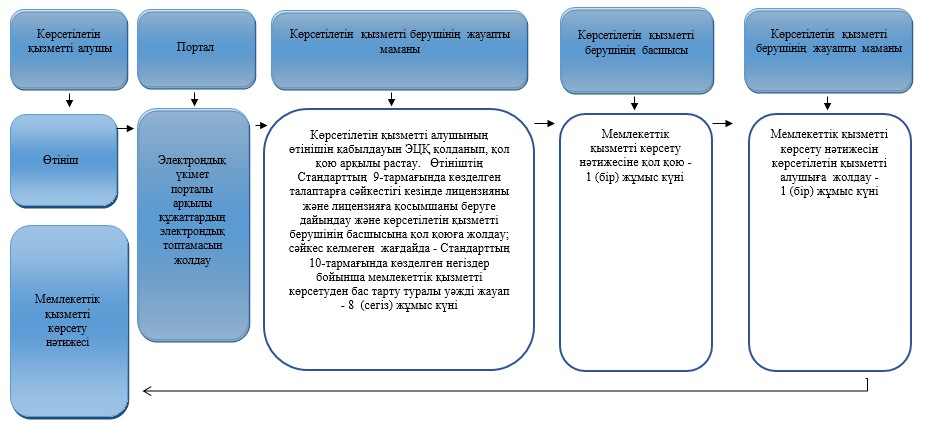 Көрсетілетін
қызметті алушы
Портал
Көрсетілетін қызметті берушінің жауапты
маманы
Көрсетілетін қызметті
берушінің басшысы
Көрсетілетін қызметті
берушінің жауапты маманы
Өтініш
Электрондық
үкімет
порталы
арқылы
құжаттардың
электрондық
топтамасын
жолдау
Көрсетілетін қызметті алушының
өтінішін қабылдауын ЭЦҚ қолданып, қол
қою арқылы растау. Өтініштің
Стандарттың 9-тармағында көзделген
талаптарға сәйкестігі кезінде лицензияны
және лицензияға қосымшаны беруге
дайындау және көрсетілетін қызметті
берушінің басшысына қол қоюға жолдау;
сәйкес келмеген жағдайда - Стандарттың
10-тармағында көзделген негіздер
бойынша мемлекеттік қызметті
көрсетуден бас тарту туралы уәжді жауап
- 8 (сегіз) жұмыс күні
Мемлекеттік
қызметті көрсету
нәтижесіне қол қою -
1 (бір) жұмыс күні
Мемлекеттік қызметті
көрсету нәтижесін
көрсетілетін қызметті
алушыға жолдау -
1 (бір) жұмыс күні
Мемлекеттік
қызметті
көрсету
нәтижесі